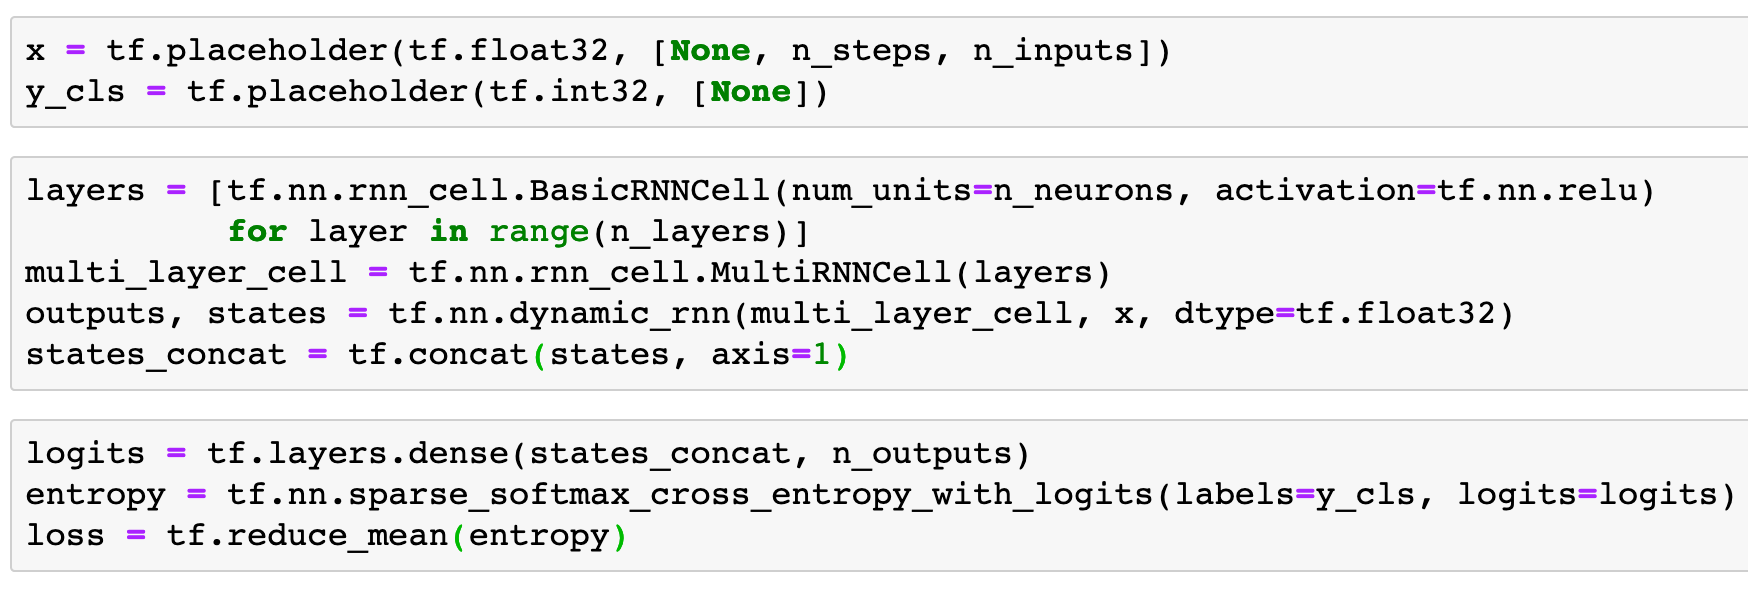 x = tf.placeholder(tf.float32, [None, n_steps, n_inputs])
y_cls = tf.placeholder(tf.int32, [None])
layers = [tf.nn.rnn_cell.BasicRNNCell(num_units=n_neurons, activation=tf.nn.relu)
          for layer in range(n_layers)]
multi_layer_cell = tf.nn.rnn_cell.MultiRNNCell(layers)
outputs, states = tf.nn.dynamic_rnn(multi_layer_cell, x, dtype=tf.float32)
states_concat = tf.concat(states, axis=1)
logits = tf.layers.dense(states_concat, n_outputs)
entropy = tf.nn.sparse_softmax_cross_entropy_with_logits(labels=y_cls, logits=logits)
loss = tf.reduce_mean(entropy)